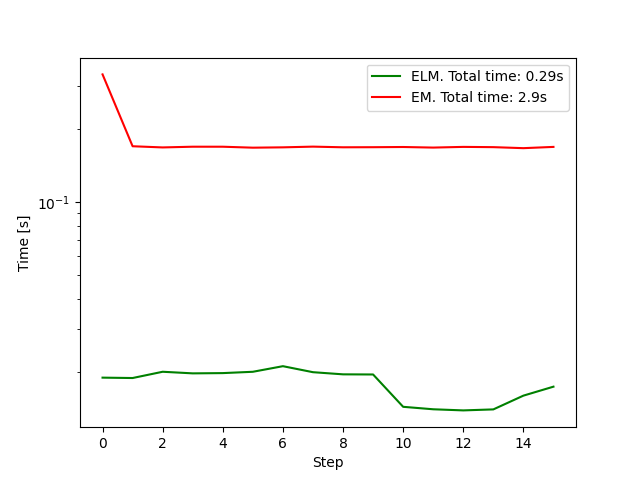 ELM. Total time: 0.29s
EM. Total time: 2.9s
Time [s]
10⁻¹
0 2 4 6 8 10 12 14
Step